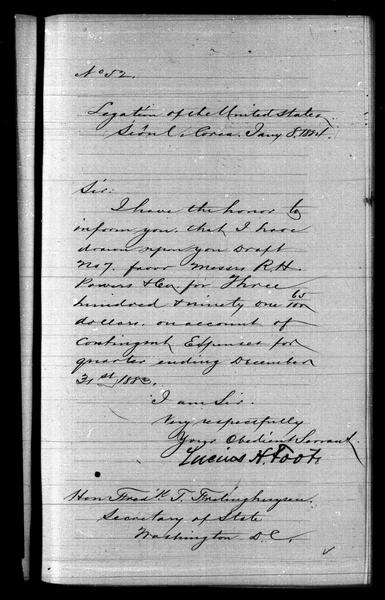 No 52.
Legation of the United States
Seoul, Corea. Jany 8. 1884.
Sir:
I have the honor to
inform you, that I have
drawn upon you Draft
No 7. favor Messrs R. H.
Powers & Co, for Three
hundred & ninety one 65/100
dollars, on account of
Contingent Expenses for
quarter ending December
31st 1883.
I am Sir.
Very respectfully
Your Obedient Servant.
Lucius H. Foote
Hon Fredk T. Frelinghuysen.
Secretary of State
Washington D.C.